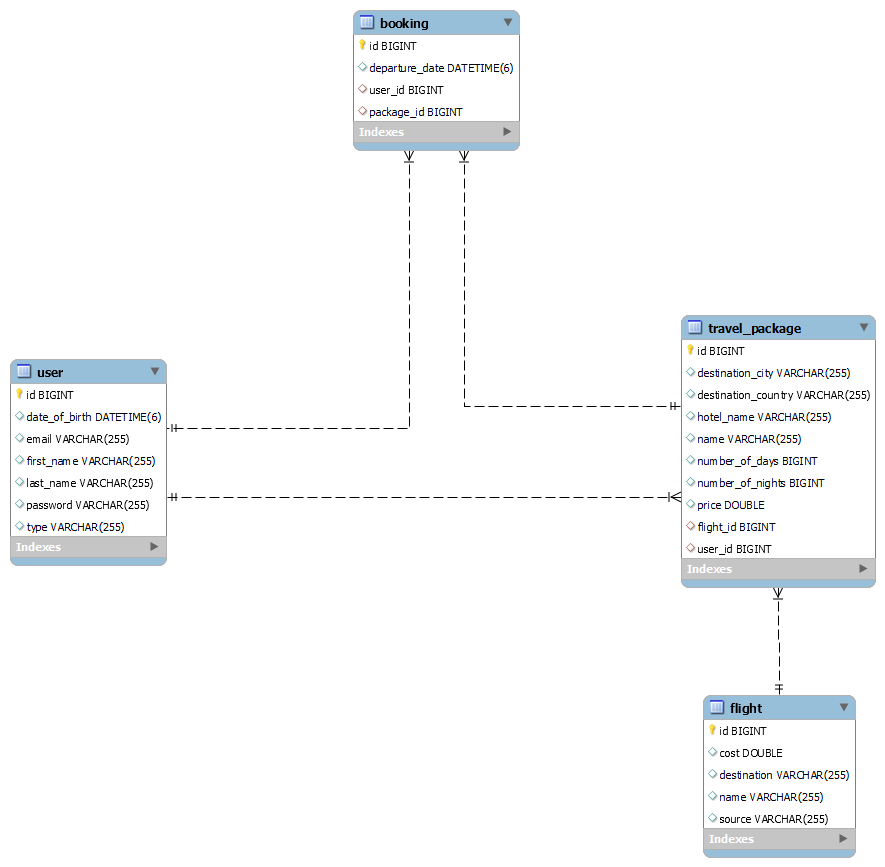 booking
id BIGINT
departure_date DATETIME(6)
user_id BIGINT
package_id BIGINT
Indexes
user
id BIGINT
date_of_birth DATETIME(6)
email VARCHAR(255)
first_name VARCHAR(255)
last_name VARCHAR(255)
password VARCHAR(255)
type VARCHAR(255)
Indexes
travel_package
id BIGINT
destination_city VARCHAR(255)
destination_country VARCHAR(255)
hotel_name VARCHAR(255)
name VARCHAR(255)
number_of_days BIGINT
number_of_nights BIGINT
price DOUBLE
flight_id BIGINT
user_id BIGINT
Indexes
flight
id BIGINT
cost DOUBLE
destination VARCHAR(255)
name VARCHAR(255)
source VARCHAR(255)
Indexes